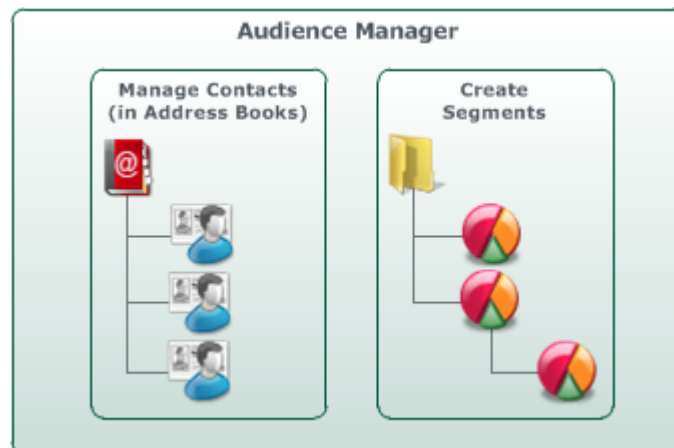 Audience Manager
Manage Contacts
(in Address Books)
Create
Segments
@